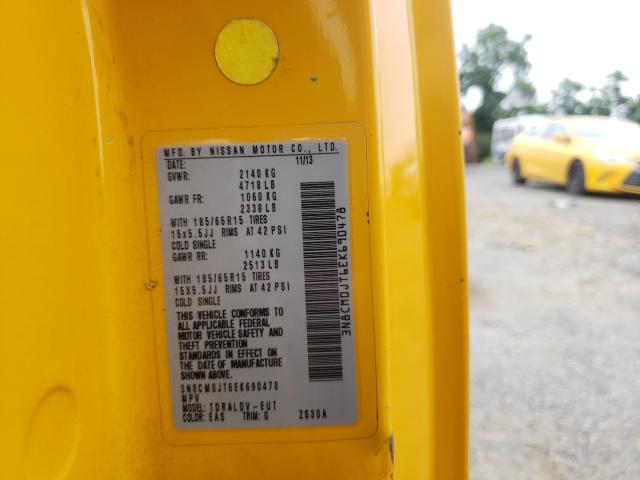 MFD. BY NISSAN MOTOR CO., LTD.
DATE: 11/13
GVWR: 2140 KG
4718 LB
GAWR FR: 1060 KG
2338 LB
WITH 185/65R15 TIRES
15x5.5JJ RIMS AT 42 PSI
COLD SINGLE
GAWR RR: 1140 KG
2513 LB
WITH 185/65R15 TIRES
15X5.5JJ RIMS AT 42 PSI
COLD SINGLE
THIS VEHICLE CONFORMS TO
ALL APPLICABLE FEDERAL
MOTOR VEHICLE SAFETY AND
THEFT PREVENTION
STANDARDS IN EFFECT ON
THE DATE OF MANUFACTURE
SHOWN ABOVE.
3N8CM0JT6EK690478
MPV
MODEL: TDRALDV-EUT
COLOR: EAS TRIM: G ZS30A
3N8CM0JT6EK690478